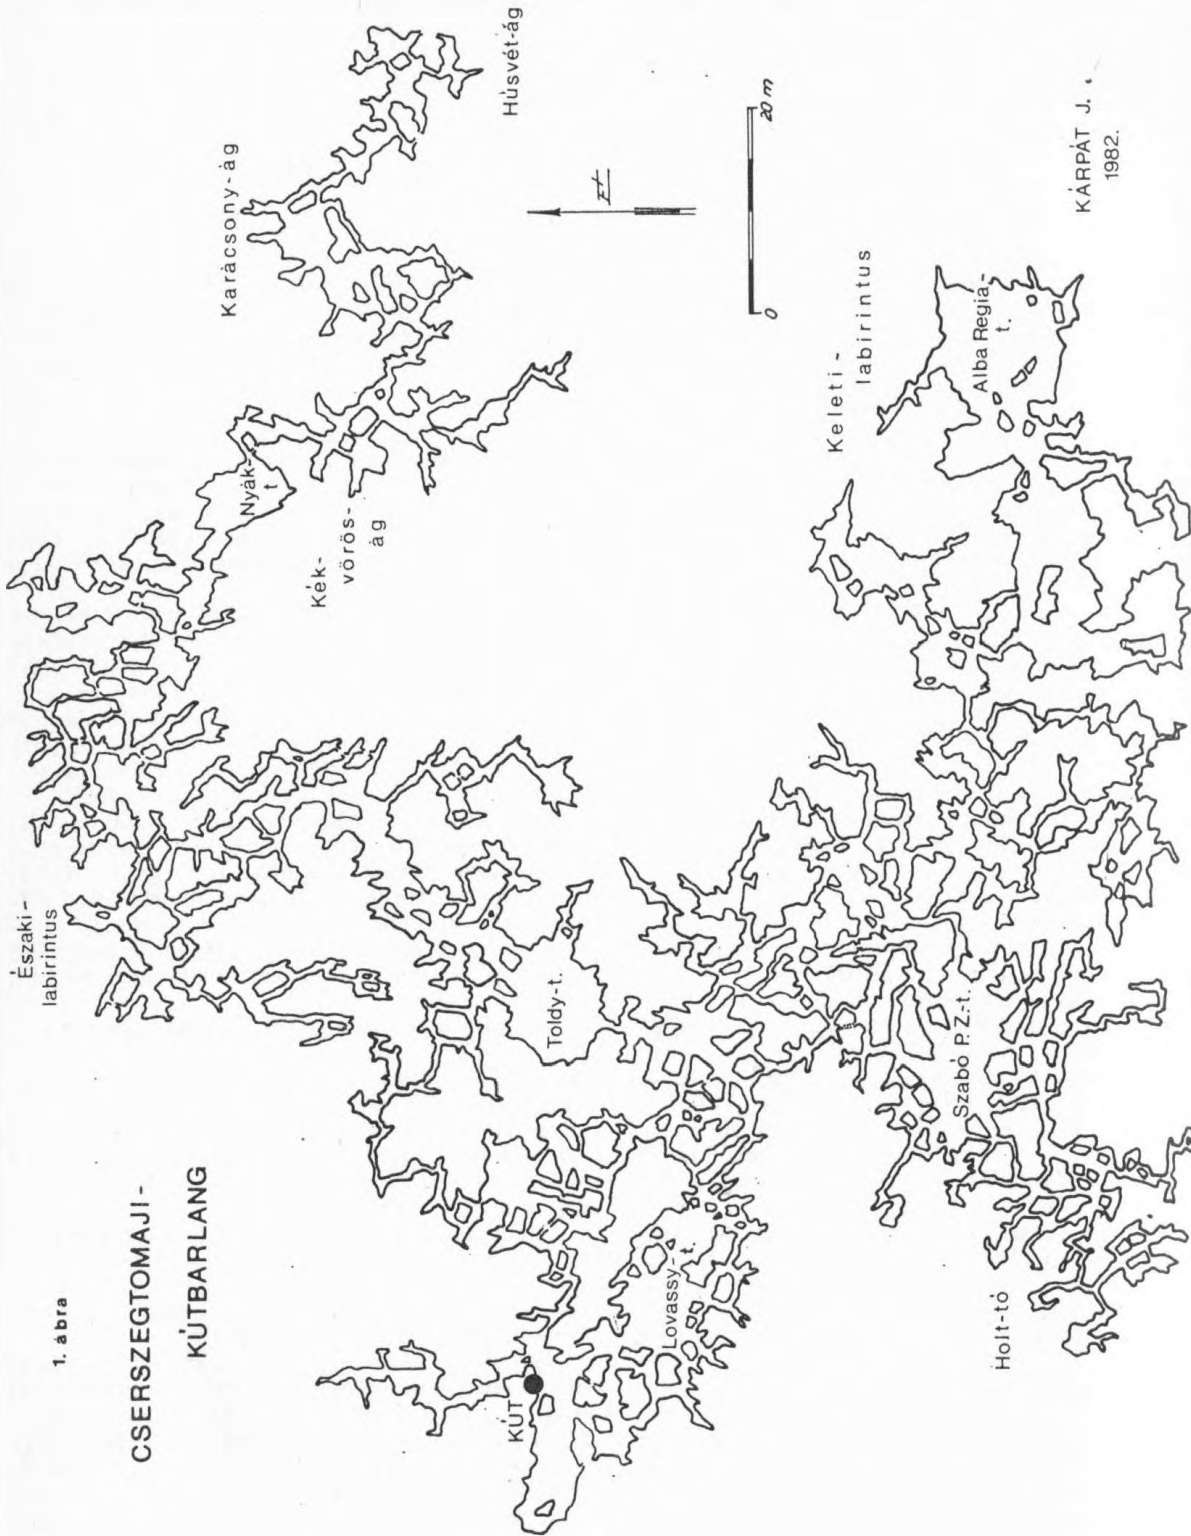 1. ábra
CSERSZEGTOMAJI-
KÚTBARLANG
Északi-
labirintus
Karácsony-ág
Húsvét-ág
Nyák-
t
Kék-
vörös-
ág
É
0
20 m
Toldy-t.
KÚT
Lovassy-
t.
Keleti-
labirintus
Alba Regia-
t.
Szabó P.Z.-t.
Holt-tó
KÁRPÁT J.
1982.